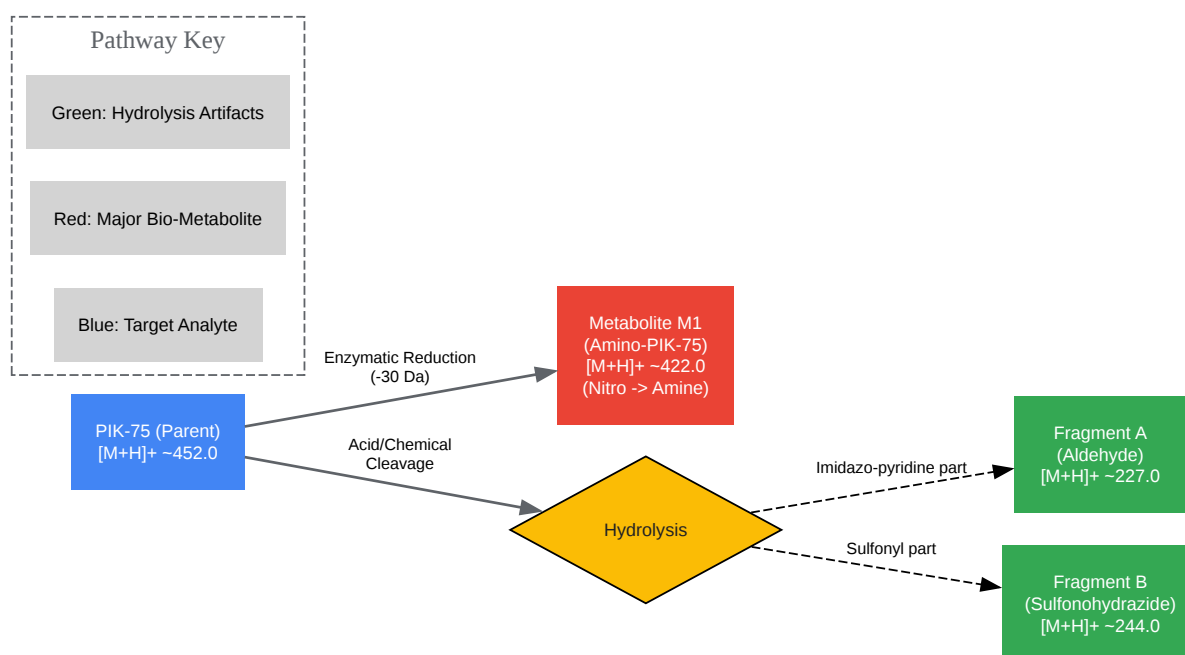 Pathway Key
Green: Hydrolysis Artifacts
Red: Major Bio-Metabolite
Blue: Target Analyte
PIK-75 (Parent)
[M+H]+ ~452.0
Enzymatic Reduction
(-30 Da)
Acid/Chemical
Cleavage
Metabolite M1
(Amino-PIK-75)
[M+H]+ ~422.0
(Nitro -> Amine)
Hydrolysis
Imidazo-pyridine part
Sulfonyl part
Fragment A
(Aldehyde)
[M+H]+ ~227.0
Fragment B
(Sulfonohydrazide)
[M+H]+ ~244.0